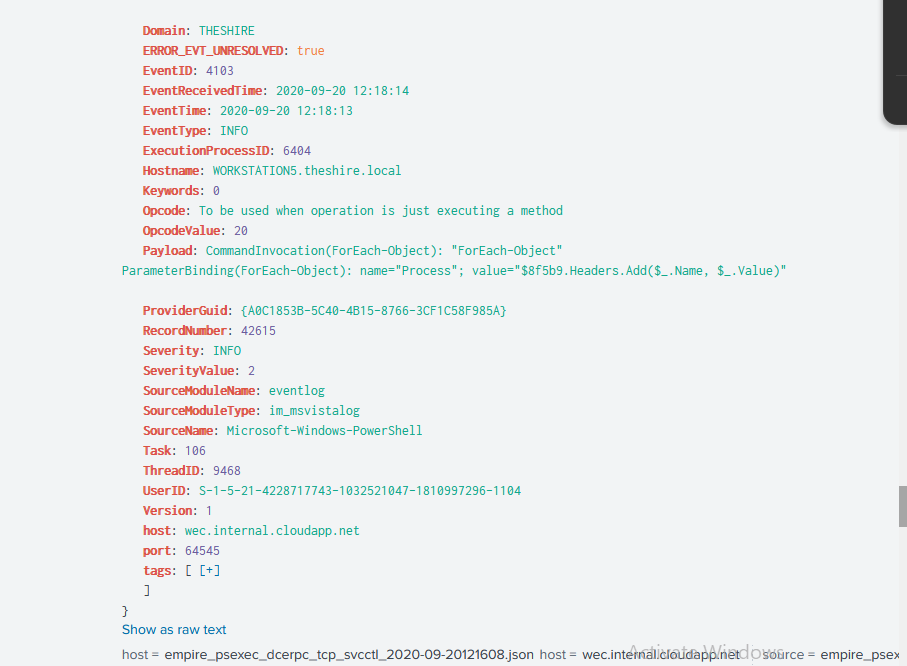 Domain: THESHIRE
ERROR_EVT_UNRESOLVED: true
EventID: 4103
EventReceivedTime: 2020-09-20 12:18:14
EventTime: 2020-09-20 12:18:13
EventType: INFO
ExecutionProcessID: 6404
Hostname: WORKSTATION5.theshire.local
Keywords: 0
Opcode: To be used when operation is just executing a method
OpcodeValue: 20
Payload: CommandInvocation(ForEach-Object): "ForEach-Object"
ParameterBinding(ForEach-Object): name="Process"; value="$8f5b9.Headers.Add($_.Name, $_.Value)"
ProviderGuid: {A0C1853B-5C40-4B15-8766-3CF1C58F985A}
RecordNumber: 42615
Severity: INFO
SeverityValue: 2
SourceModuleName: eventlog
SourceModuleType: im_msvistalog
SourceName: Microsoft-Windows-PowerShell
Task: 106
ThreadID: 9468
UserID: S-1-5-21-4228717743-1032521047-1810997296-1104
Version: 1
host: wec.internal.cloudapp.net
port: 64545
tags: [ [+]
]
}
Show as raw text
host = empire_psexec_dcerpc_tcp_svcctl_2020-09-20121608.json host = wec.internal.cloudapp.net source = empire_psex
Activate Windows